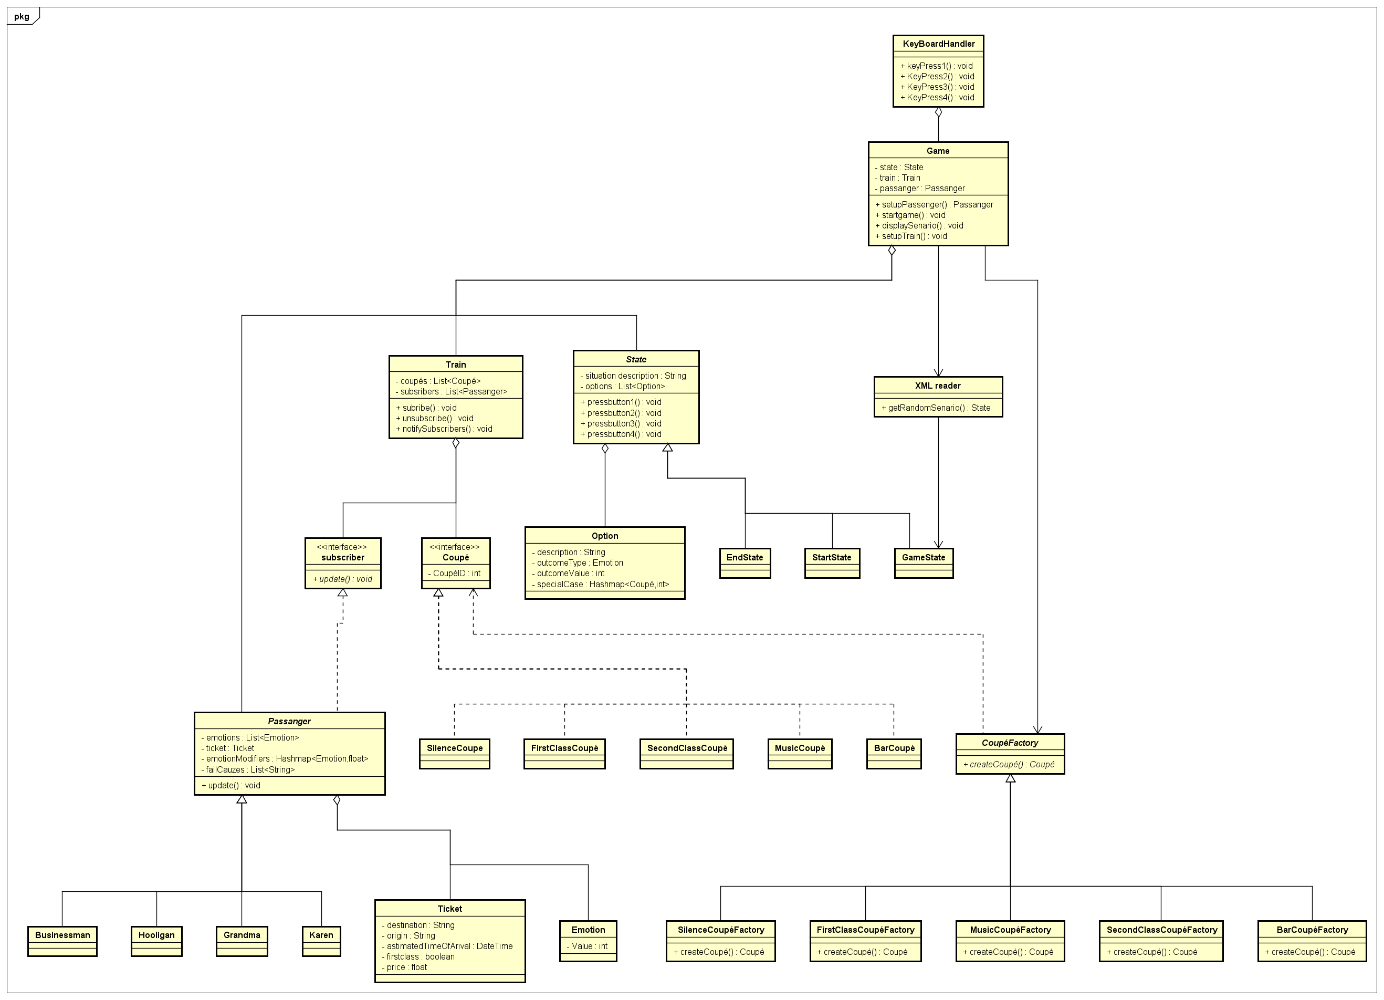 pkg
KeyBoardHandler
+ keyPress1() : void
+ KeyPress2() : void
+ KeyPress3() : void
+ KeyPress4() : void
Game
- state : State
- train : Train
- passanger : Passanger
+ setupPassenger() : Passanger
+ startgame() : void
+ displaySenario() : void
+ setupTrain() : void
Train
- coupés : List<Coupé>
- subsribers : List<Passanger>
+ subribe() : void
+ unsubscribe() : void
+ notifySubscribers() : void
State
- situation description : String
- options : List<Option>
+ pressbutton1() : void
+ pressbutton2() : void
+ pressbutton3() : void
+ pressbutton4() : void
XML reader
+ getRandomSenario() : State
<<interface>>
subscriber
+ update() : void
<<interface>>
Coupé
- CoupéID : int
Option
- description : String
- outcomeType : Emotion
- outcomeValue : int
- specialCase : Hashmap<Coupé,int>
EndState
StartState
GameState
Passanger
- emotions : List<Emotion>
- ticket : Ticket
- emotionModifiers : Hashmap<Emotion,float>
- failCauzes : List<String>
+ update() : void
SilenceCoupe
FirstClassCoupé
SecondClassCoupé
MusicCoupé
BarCoupé
CoupéFactory
+ createCoupé() : Coupé
Businessman
Hooligan
Grandma
Karen
Ticket
- destination : String
- origin : String
- astimatedTimeOfArival : DateTime
- firstclass : boolean
- price : float
Emotion
- Value : int
SilenceCoupéFactory
+ createCoupé() : Coupé
FirstClassCoupéFactory
+ createCoupé() : Coupé
MusicCoupéFactory
+ createCoupé() : Coupé
SecondClassCoupéFactory
+ createCoupé() : Coupé
BarCoupéFactory
+ createCoupé() : Coupé